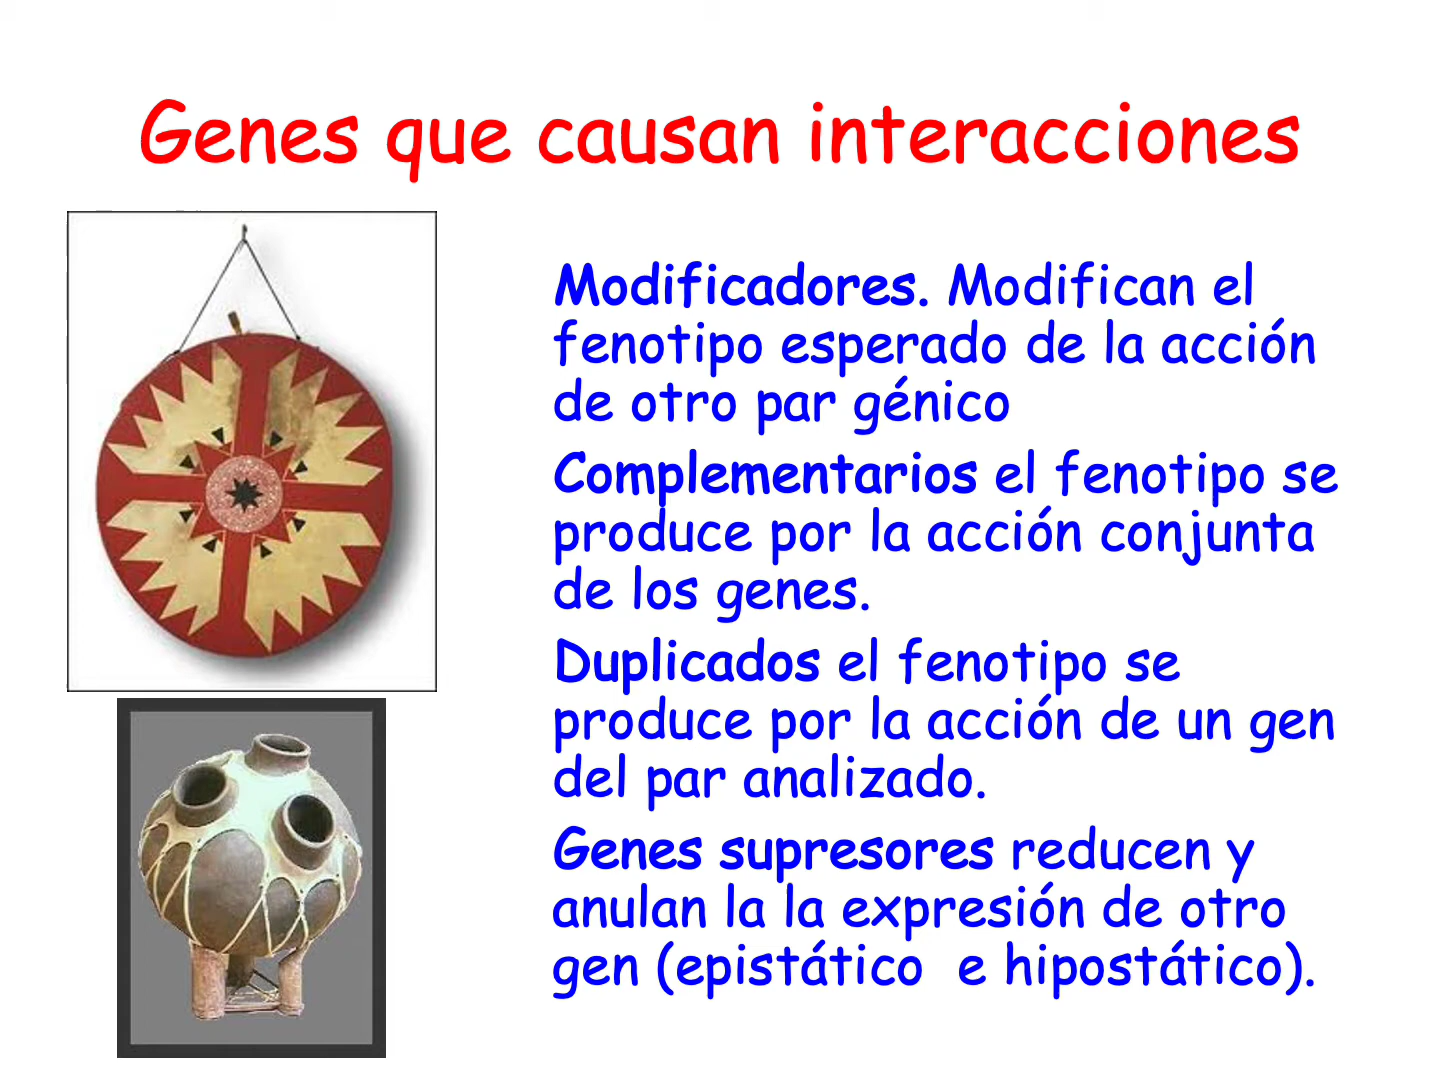 Genes que causan interacciones
Modificadores. Modifican el
fenotipo esperado de la acción
de otro par génico
Complementarios el fenotipo se
produce por la acción conjunta
de los genes.
Duplicados el fenotipo se
produce por la acción de un gen
del par analizado.
Genes supresores reducen y
anulan la la expresión de otro
gen (epistático  e hipostático).